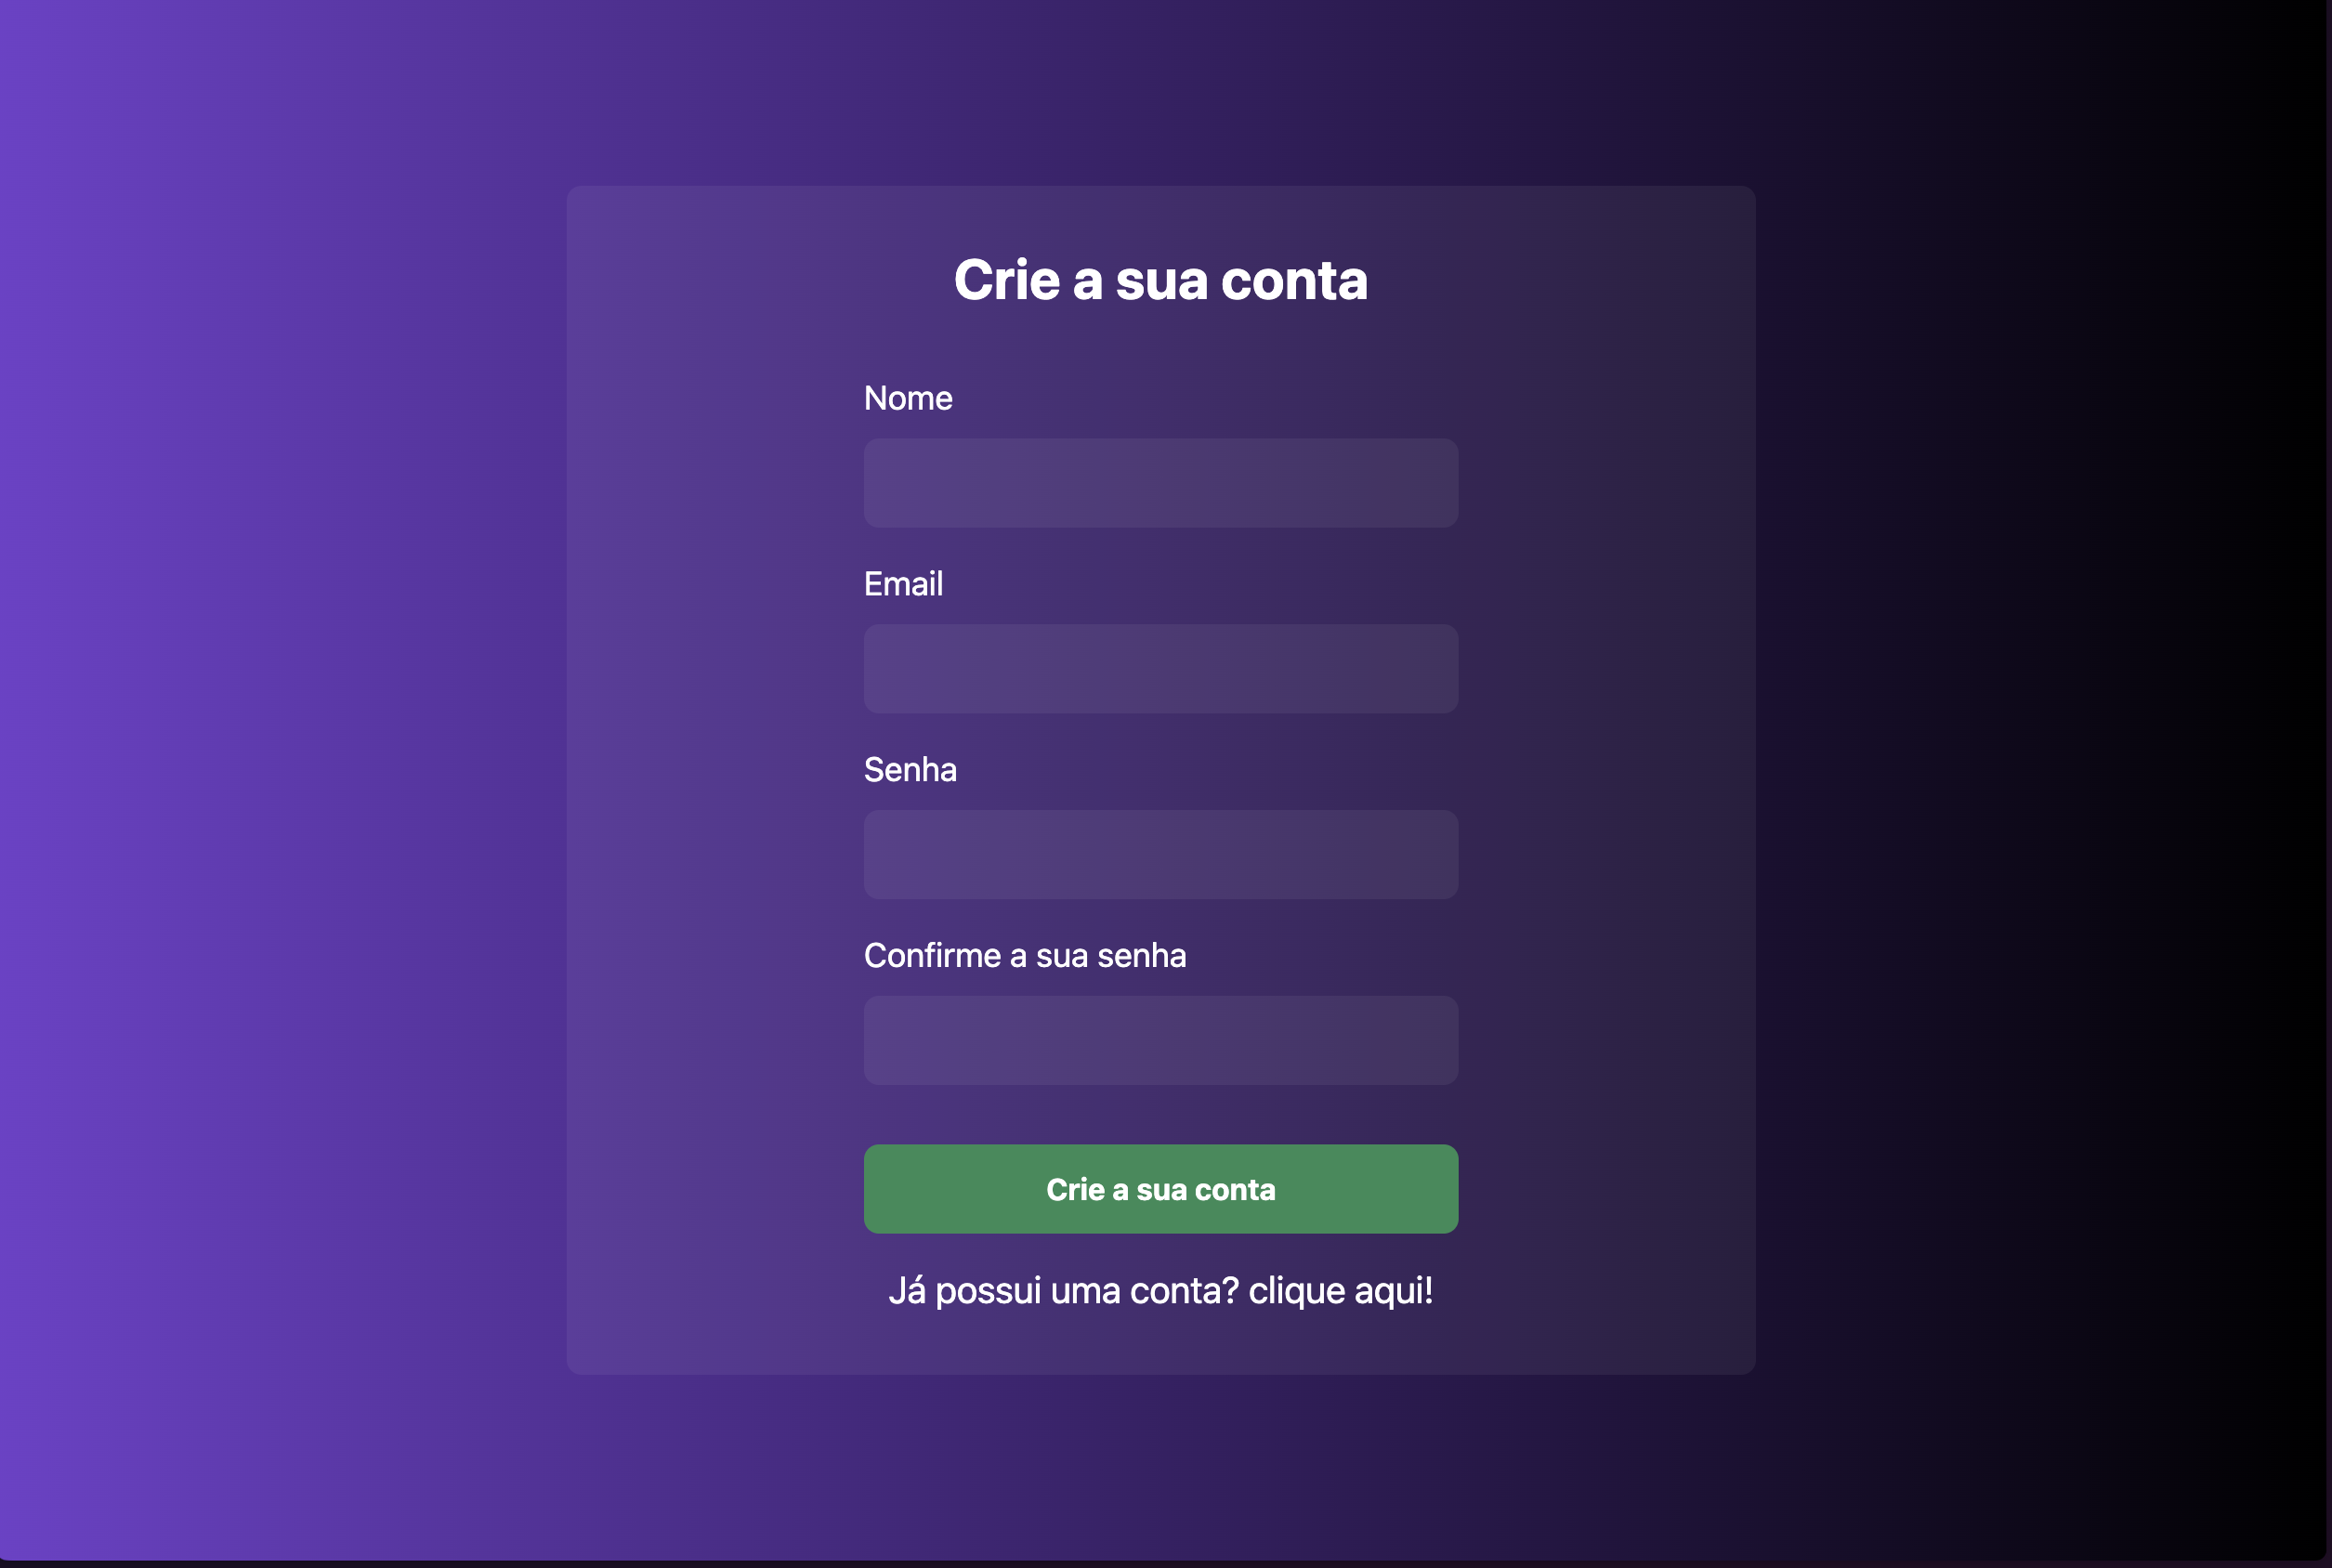 Crie a sua conta
Nome
Email
Senha
Confirme a sua senha
Crie a sua conta
Já possui uma conta? clique aqui!